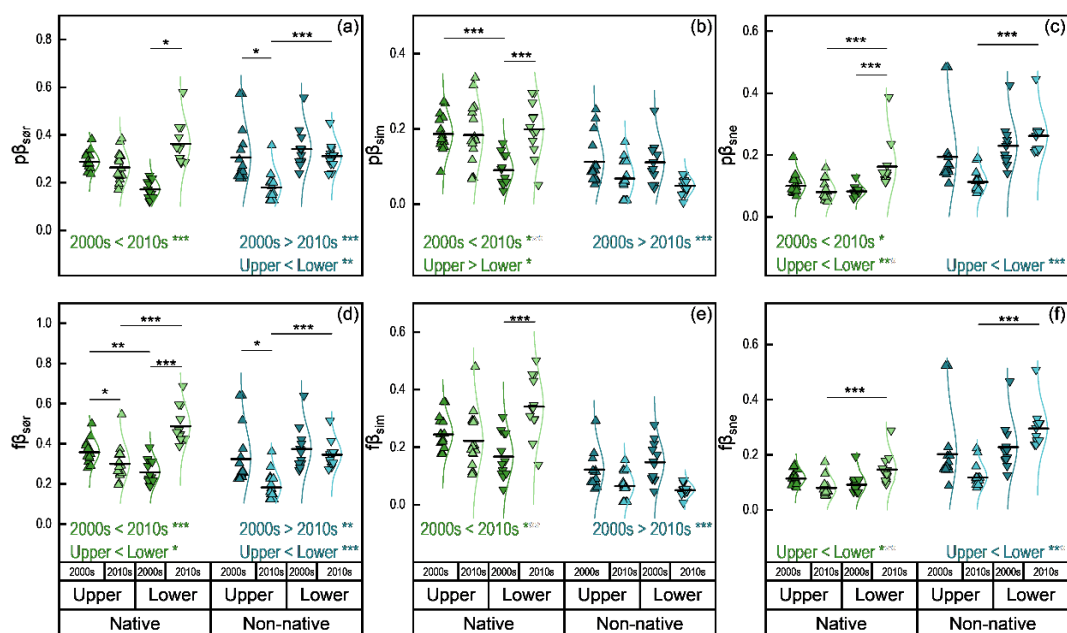 (a)
pβsør
0.8
0.6
0.4
0.2
0.0
*
*
***
2000s < 2010s ***
2000s > 2010s ***
Upper < Lower **
(b)
pβsim
0.4
0.2
0.0
***
***
2000s < 2010s ***
Upper > Lower *
2000s > 2010s ***
(c)
pβsne
0.6
0.4
0.2
0.0
***
***
***
2000s < 2010s *
Upper < Lower ***
Upper < Lower ***
(d)
fβsør
1.0
0.8
0.6
0.4
0.2
0.0
***
**
***
*
*
***
2000s < 2010s ***
Upper < Lower *
2000s > 2010s **
Upper < Lower ***
(e)
fβsim
0.6
0.4
0.2
0.0
***
2000s < 2010s ***
2000s > 2010s ***
(f)
fβsne
0.6
0.4
0.2
0.0
***
***
Upper < Lower ***
Upper < Lower ***
2000s 2010s 2000s 2010s 2000s 2010s 2000s 2010s
Upper Lower Upper Lower
Native Non-native
2000s 2010s 2000s 2010s 2000s 2010s 2000s 2010s
Upper Lower Upper Lower
Native Non-native
2000s 2010s 2000s 2010s 2000s 2010s 2000s 2010s
Upper Lower Upper Lower
Native Non-native